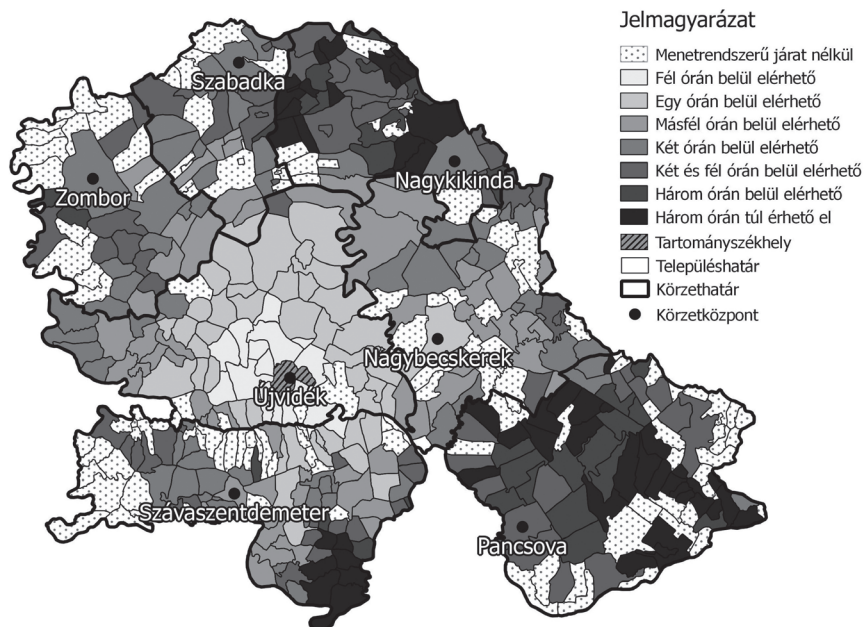 Jelmagyarázat
Menetrendszerű járat nélkül
Fél órán belül elérhető
Egy órán belül elérhető
Másfél órán belül elérhető
Két órán belül elérhető
Két és fél órán belül elérhető
Három órán belül elérhető
Három órán túl érhető el
Tartományszékhely
Településhatár
Körzethatár
Körzetközpont
Szabadka
Zombor
Nagykikinda
Nagybecskerek
Újvidék
Szávaszentdemeter
Pancsova